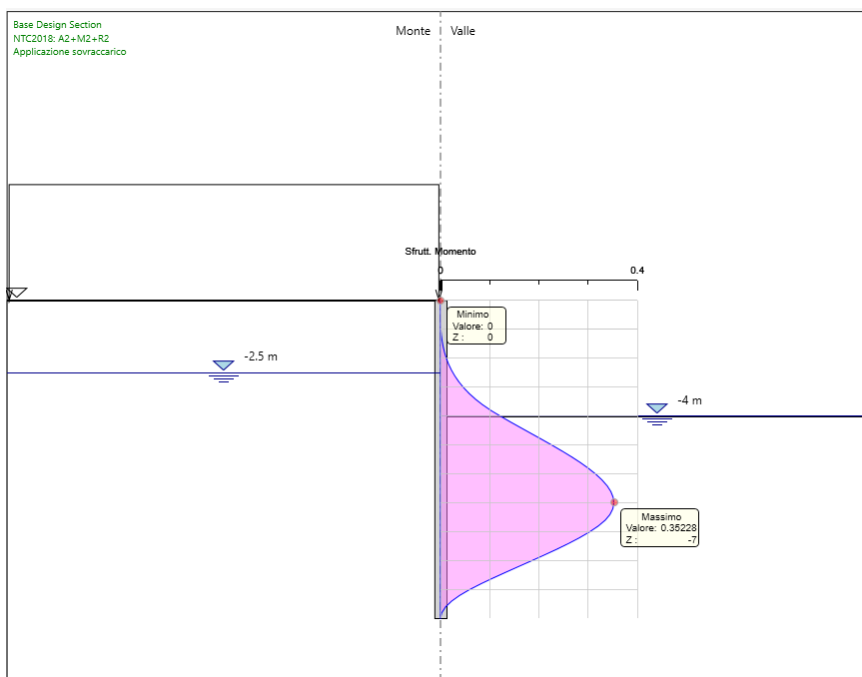 Base Design Section
NTC2018: A2+M2+R2
Applicazione sovraccarico
Monte
Valle
Sfrutt. Momento
0
0.4
Minimo
Valore: 0
Z : 0
-2.5 m
-4 m
Massimo
Valore: 0.35228
Z : -7